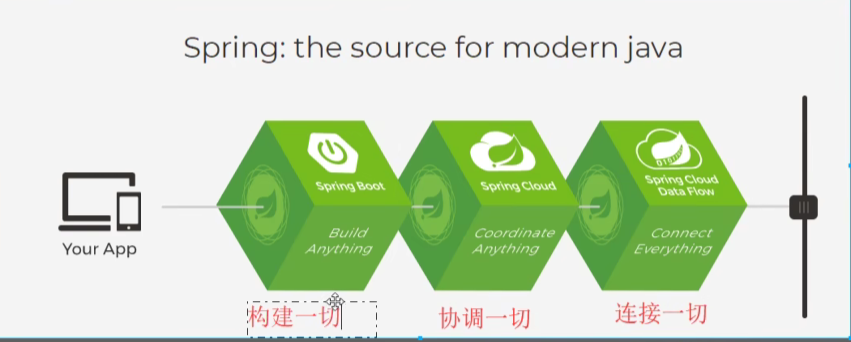 Spring: the source for modern java
Your App
Spring Boot
Build
Anything
构建一切
Spring Cloud
Coordinate
Anything
协调一切
Spring Cloud
Data Flow
Connect
Everything
连接一切